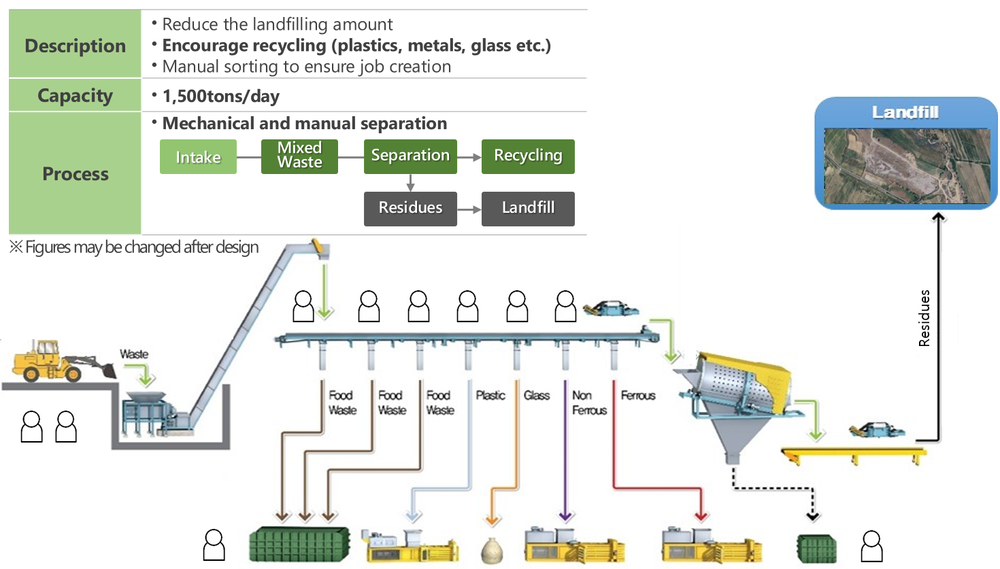 Description
• Reduce the landfilling amount
• Encourage recycling (plastics, metals, glass etc.)
• Manual sorting to ensure job creation
Capacity
• 1,500tons/day
Process
• Mechanical and manual separation
Intake
Mixed
Waste
Separation
Recycling
Residues
Landfill
※ Figures may be changed after design
Landfill
Residues
Waste
Food
Waste
Food
Waste
Food
Waste
Plastic
Glass
Non
Ferrous
Ferrous